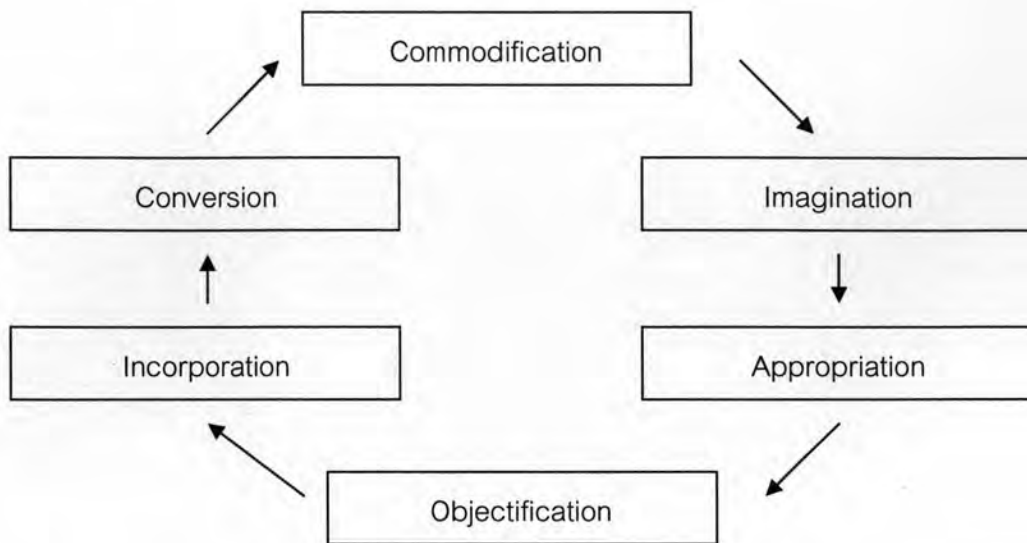 Commodification
Conversion
Imagination
Incorporation
Appropriation
Objectification